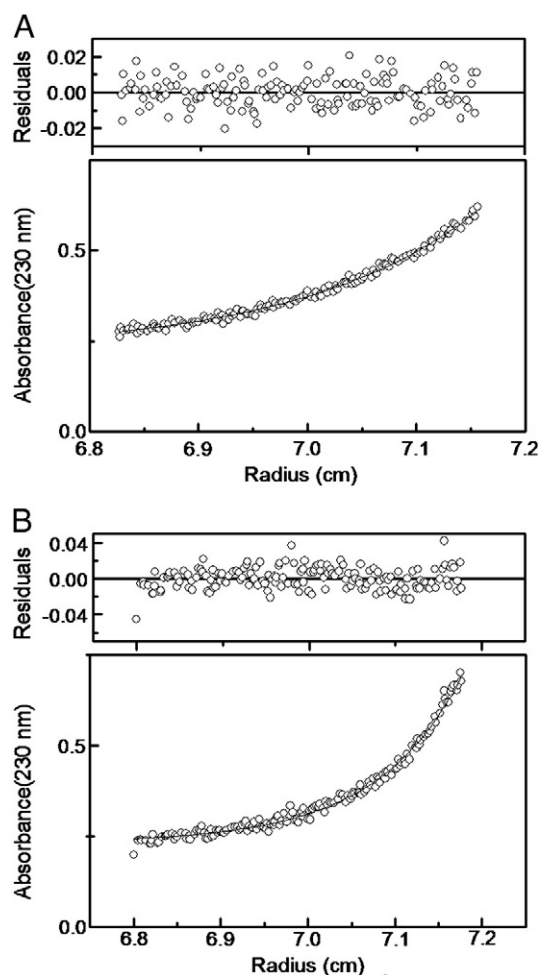 A
Residuals
0.02
0.00
-0.02
Absorbance(230 nm)
0.5
0.0
6.8 6.9 7.0 7.1 7.2
Radius (cm)
B
Residuals
0.04
0.00
-0.04
Absorbance(230 nm)
0.5
0.0
6.8 6.9 7.0 7.1 7.2
Radius (cm)